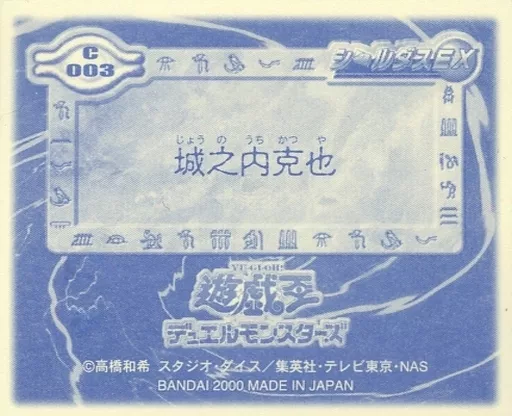 C
003
シールダスEX
じょう の うち かつ や
城之内克也
YU-GI-OH!
遊戯王
デュエルモンスターズ
©高橋和希 スタジオ・ダイス／集英社・テレビ東京・NAS
BANDAI 2000 MADE IN JAPAN